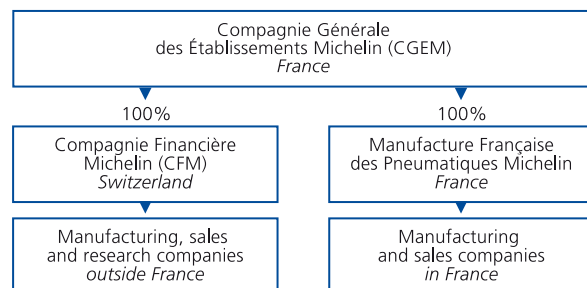 Compagnie Générale
des Établissements Michelin (CGEM)
France
100%
100%
Compagnie Financière
Michelin (CFM)
Switzerland
Manufacture Française
des Pneumatiques Michelin
France
Manufacturing, sales
and research companies
outside France
Manufacturing
and sales companies
in France